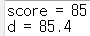 score = 85
d = 85.4